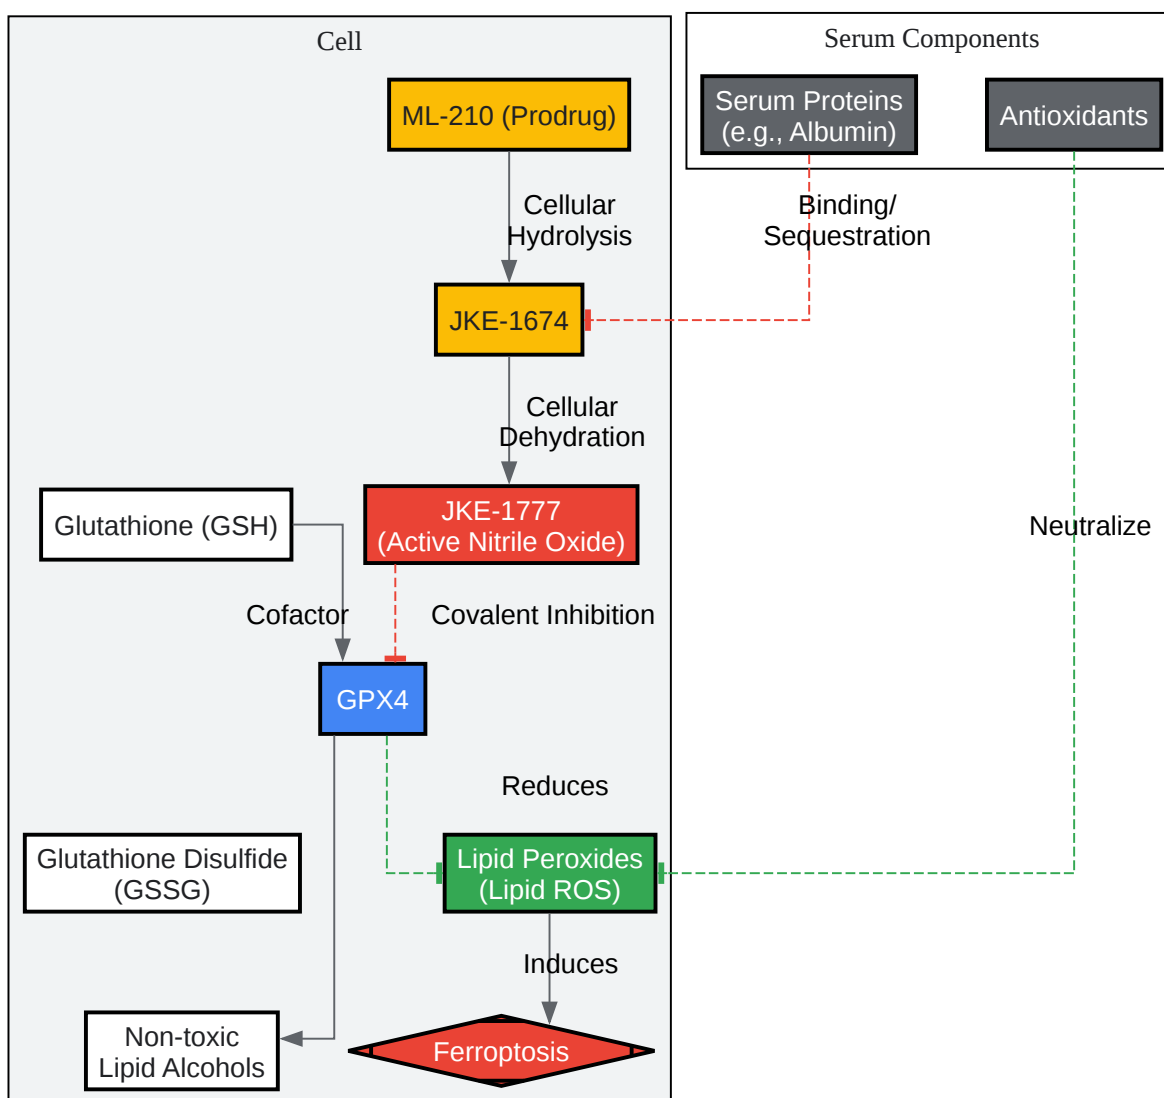 Cell
Serum Components
ML-210 (Prodrug)
Serum Proteins
(e.g., Albumin)
Antioxidants
Cellular
Hydrolysis
Binding/
Sequestration
JKE-1674
Cellular
Dehydration
Glutathione (GSH)
JKE-1777
(Active Nitrile Oxide)
Neutralize
Cofactor
Covalent Inhibition
GPX4
Reduces
Glutathione Disulfide
(GSSG)
Lipid Peroxides
(Lipid ROS)
Induces
Non-toxic
Lipid Alcohols
Ferroptosis